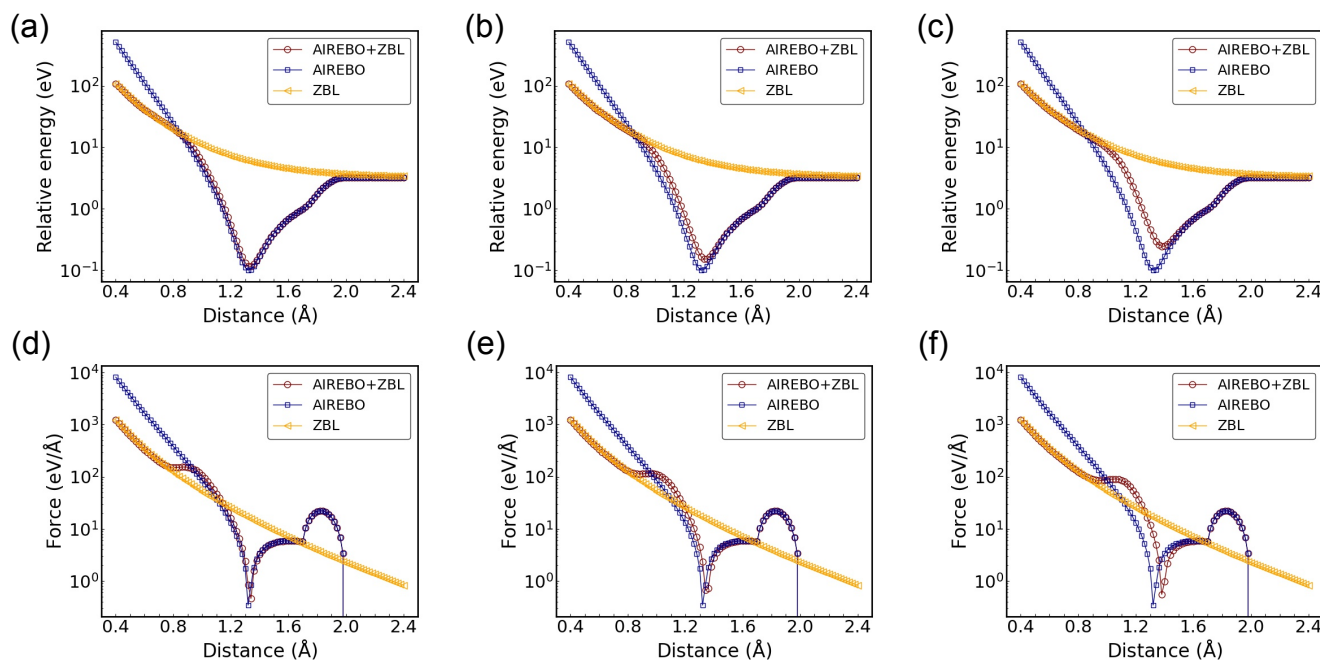 (a)
10²
10¹
10⁰
10⁻¹
Relative energy (eV)
AIREBO+ZBL
AIREBO
ZBL
0.4 0.8 1.2 1.6 2.0 2.4
Distance (Å)
(b)
10²
10¹
10⁰
10⁻¹
Relative energy (eV)
AIREBO+ZBL
AIREBO
ZBL
0.4 0.8 1.2 1.6 2.0 2.4
Distance (Å)
(c)
10²
10¹
10⁰
10⁻¹
Relative energy (eV)
AIREBO+ZBL
AIREBO
ZBL
0.4 0.8 1.2 1.6 2.0 2.4
Distance (Å)
(d)
10⁴
10³
10²
10¹
10⁰
Force (eV/Å)
AIREBO+ZBL
AIREBO
ZBL
0.4 0.8 1.2 1.6 2.0 2.4
Distance (Å)
(e)
10⁴
10³
10²
10¹
10⁰
Force (eV/Å)
AIREBO+ZBL
AIREBO
ZBL
0.4 0.8 1.2 1.6 2.0 2.4
Distance (Å)
(f)
10⁴
10³
10²
10¹
10⁰
Force (eV/Å)
AIREBO+ZBL
AIREBO
ZBL
0.4 0.8 1.2 1.6 2.0 2.4
Distance (Å)